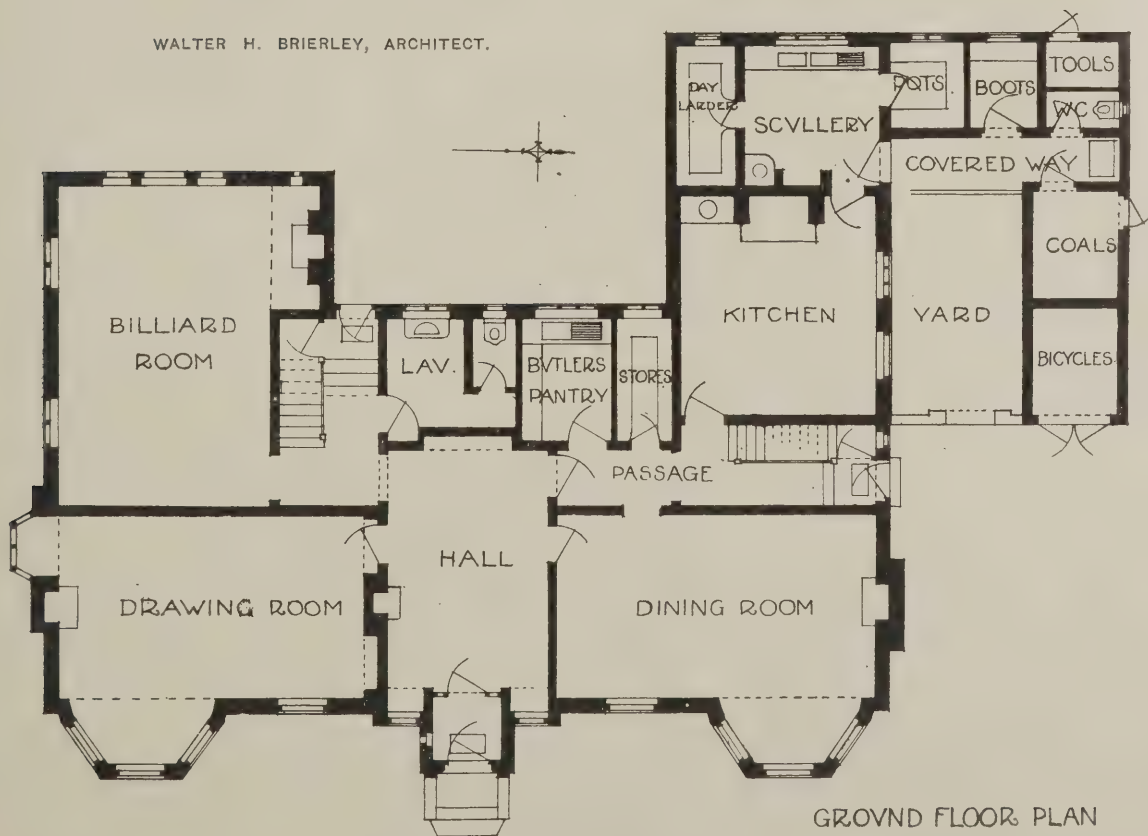 WALTER H. BRIERLEY, ARCHITECT.
DAY
LARDER
SCVLLERY
POTS
BOOTS
TOOLS
WC
COVERED WAY
BILLIARD
ROOM
LAV.
BVTLERS
PANTRY
STORES
KITCHEN
YARD
COALS
BICYCLES
PASSAGE
HALL
DRAWING ROOM
DINING ROOM
GROVND FLOOR PLAN